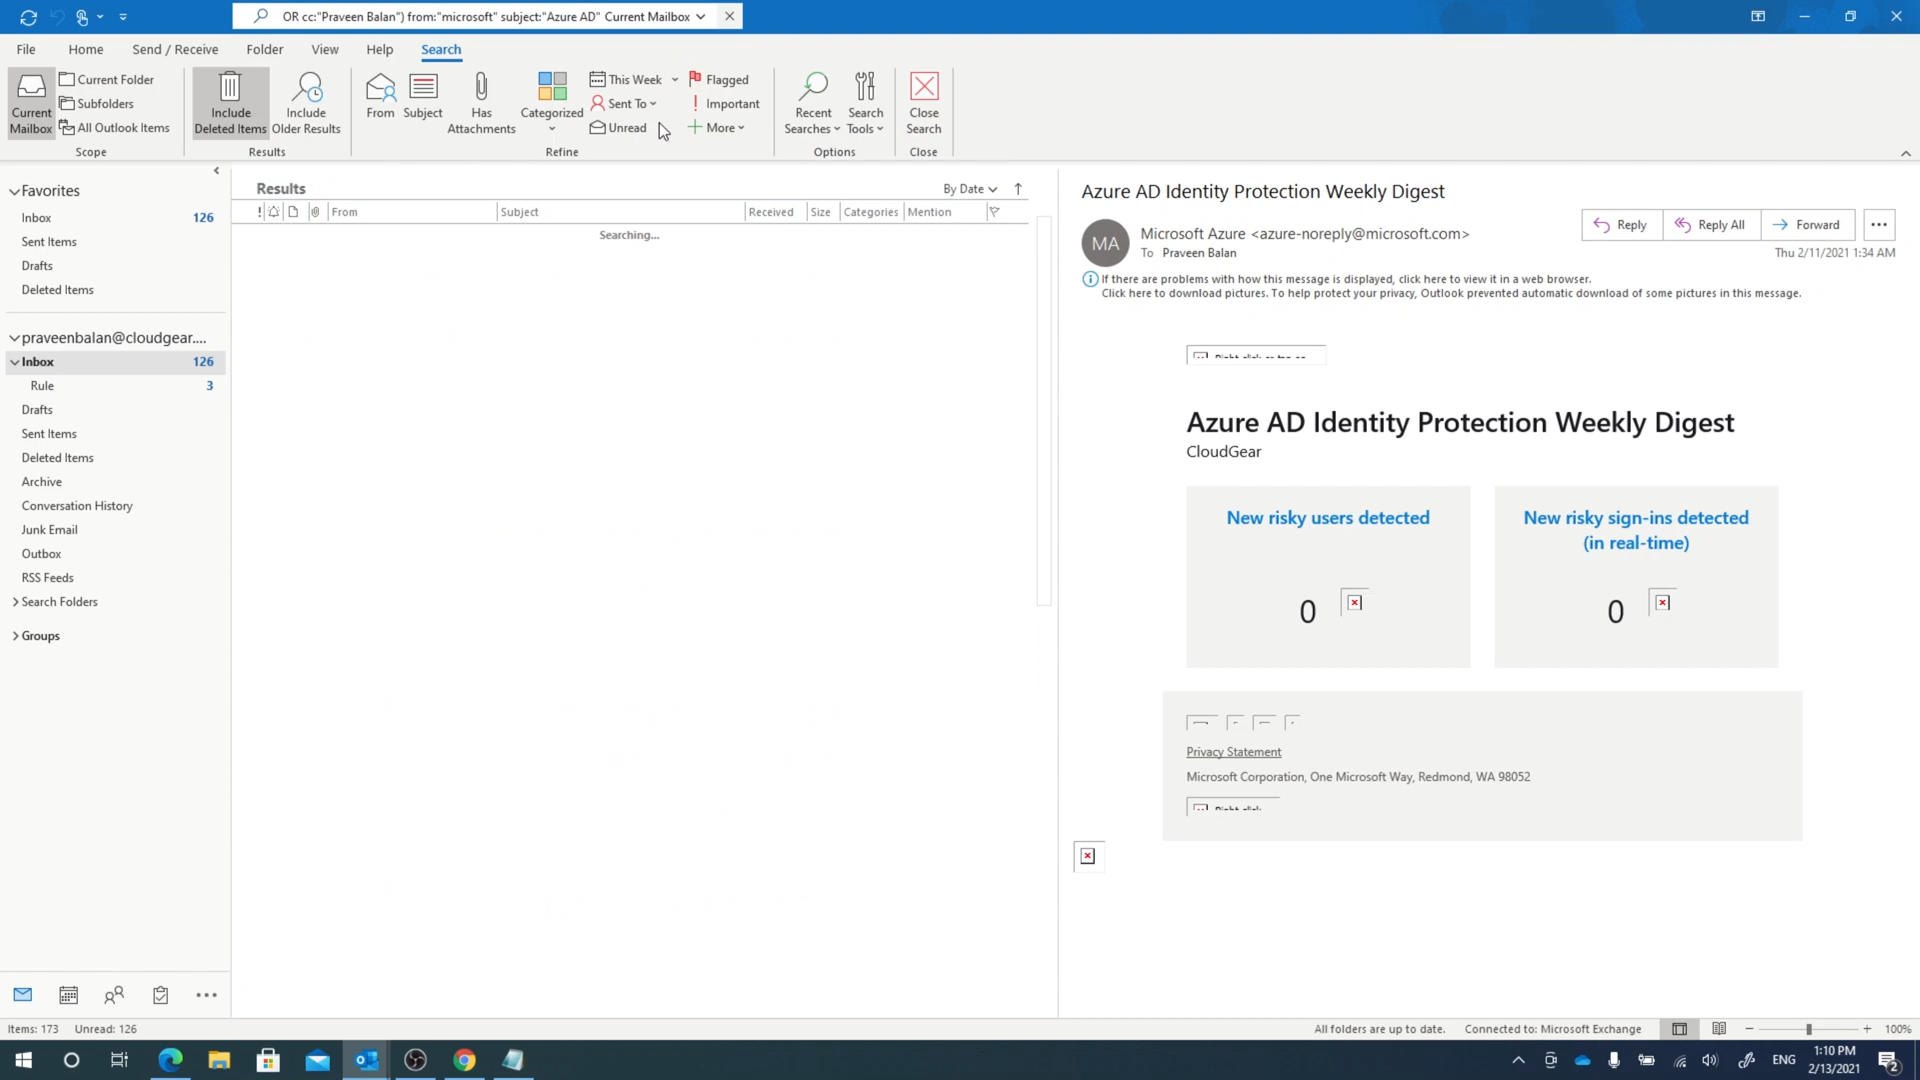 OR cc:"Praveen Balan") from:"microsoft" subject:"Azure AD" Current Mailbox
File Home Send / Receive Folder View Help Search
Current Mailbox
Current Folder
Subfolders
All Outlook Items
Scope
Include Deleted Items
Include Older Results
Results
From
Subject
Has Attachments
Categorized
This Week
Sent To
Unread
Flagged
Important
More
Refine
Recent Searches
Search Tools
Options
Close Search
Close
Favorites
Inbox 126
Sent Items
Drafts
Deleted Items
praveenbalan@cloudgear....
Inbox 126
Rule 3
Drafts
Sent Items
Deleted Items
Archive
Conversation History
Junk Email
Outbox
RSS Feeds
Search Folders
Groups
Results
By Date
! From Subject Received Size Categories Mention
Searching...
Azure AD Identity Protection Weekly Digest
MA
Microsoft Azure <azure-noreply@microsoft.com>
To Praveen Balan
Reply Reply All Forward
Thu 2/11/2021 1:34 AM
If there are problems with how this message is displayed, click here to view it in a web browser.
Click here to download pictures. To help protect your privacy, Outlook prevented automatic download of some pictures in this message.
Azure AD Identity Protection Weekly Digest
CloudGear
New risky users detected
0
New risky sign-ins detected
(in real-time)
0
Privacy Statement
Microsoft Corporation, One Microsoft Way, Redmond, WA 98052
Items: 173 Unread: 126
All folders are up to date. Connected to: Microsoft Exchange
100%
ENG
1:10 PM
2/13/2021
2